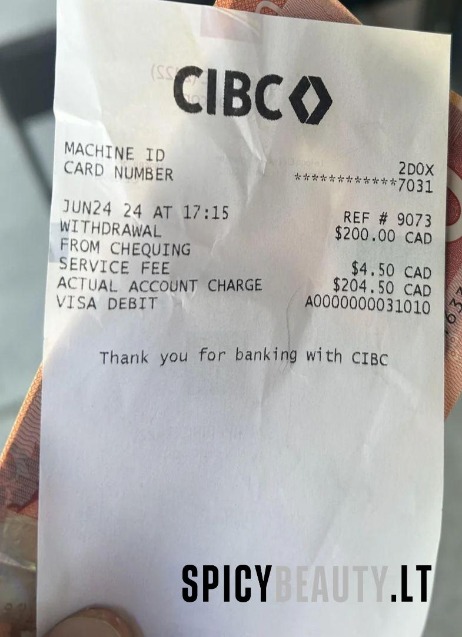 CIBC
MACHINE ID 2DOX
CARD NUMBER ************7031
JUN24 24 AT 17:15 REF # 9073
WITHDRAWAL $200.00 CAD
FROM CHEQUING
SERVICE FEE $4.50 CAD
ACTUAL ACCOUNT CHARGE $204.50 CAD
VISA DEBIT A0000000031010
Thank you for banking with CIBC
SPICYBEAUTY.LT